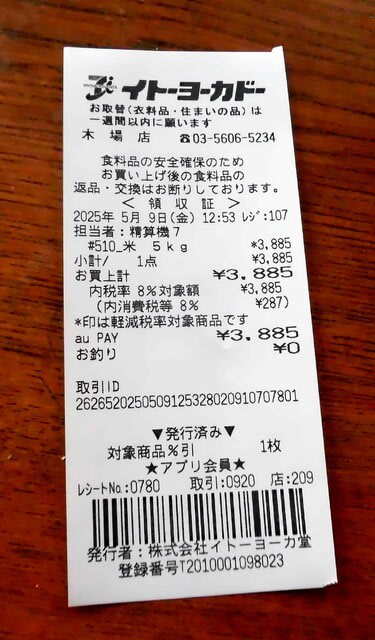 イトーヨーカドー
お取替(衣料品・住まいの品)は
一週間以内に願います
木場店 ☎03-5606-5234
食料品の安全確保のため
お買い上げ後の食料品の
返品・交換はお断りしております。
＜ 領 収 証 ＞
2025年 5月 9日(金) 12:53 レジ:107
担当者:精算機7
#510_米 5kg *3,885
小計/ 1点 ¥3,885
お買上計 ¥3,885
内税率 8%対象額 ¥3,885
(内消費税等 8% ¥287)
*印は軽減税率対象商品です
au PAY ¥3,885
お釣り ¥0
取引ID
2626520250509125328020910707801
▼発行済み▼
対象商品%引 1枚
★アプリ会員★
レシートNo.:0780 取引:0920 店:209
発行者:株式会社イトーヨーカ堂
登録番号T2010001098023